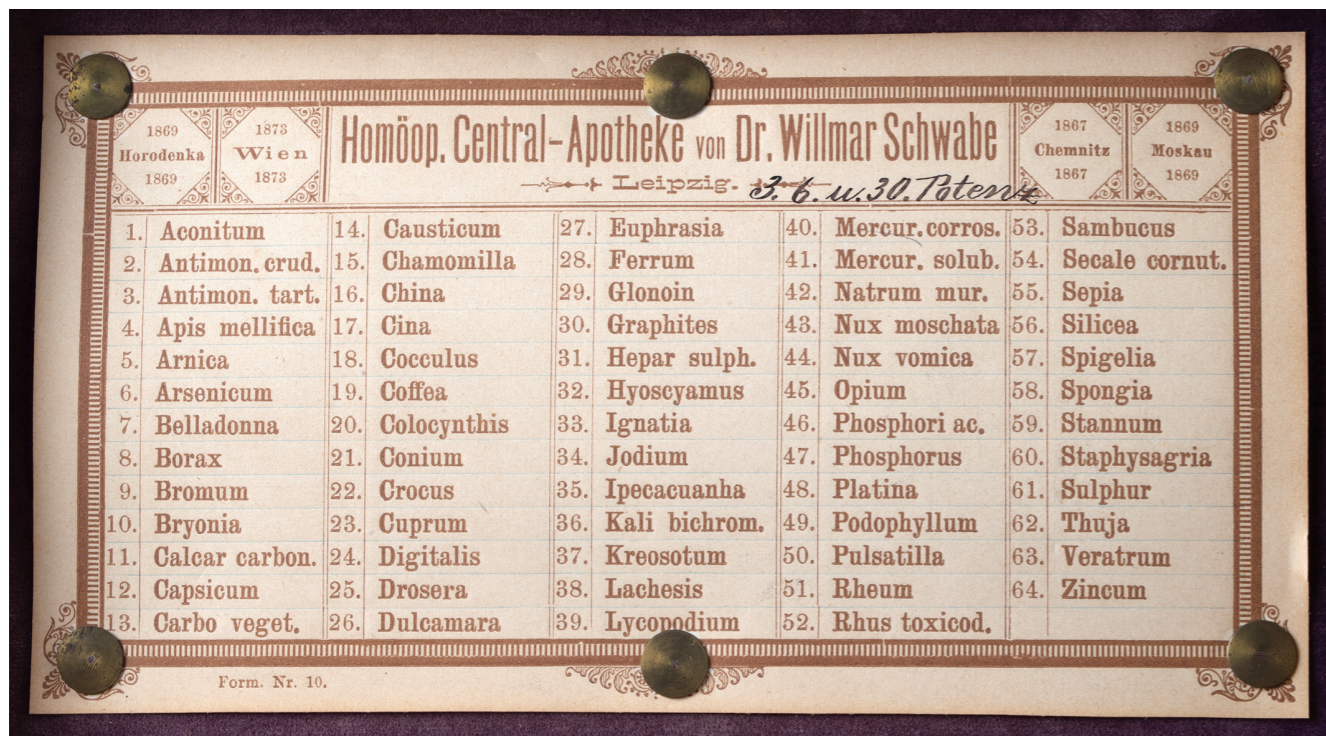 1869
Horodenka
1869
1873
Wien
1873
Homöop. Central-Apotheke von Dr. Willmar Schwabe
Leipzig.
3. 6. u. 30. Potenz
1867
Chemnitz
1867
1869
Moskau
1869
1. Aconitum
2. Antimon. crud.
3. Antimon. tart.
4. Apis mellifica
5. Arnica
6. Arsenicum
7. Belladonna
8. Borax
9. Bromum
10. Bryonia
11. Calcar carbon.
12. Capsicum
13. Carbo veget.
14. Causticum
15. Chamomilla
16. China
17. Cina
18. Cocculus
19. Coffea
20. Colocynthis
21. Conium
22. Crocus
23. Cuprum
24. Digitalis
25. Drosera
26. Dulcamara
27. Euphrasia
28. Ferrum
29. Glonoin
30. Graphites
31. Hepar sulph.
32. Hyoscyamus
33. Ignatia
34. Jodium
35. Ipecacuanha
36. Kali bichrom.
37. Kreosotum
38. Lachesis
39. Lycopodium
40. Mercur. corros.
41. Mercur. solub.
42. Natrum mur.
43. Nux moschata
44. Nux vomica
45. Opium
46. Phosphori ac.
47. Phosphorus
48. Platina
49. Podophyllum
50. Pulsatilla
51. Rheum
52. Rhus toxicod.
53. Sambucus
54. Secale cornut.
55. Sepia
56. Silicea
57. Spigelia
58. Spongia
59. Stannum
60. Staphysagria
61. Sulphur
62. Thuja
63. Veratrum
64. Zincum
Form. Nr. 10.